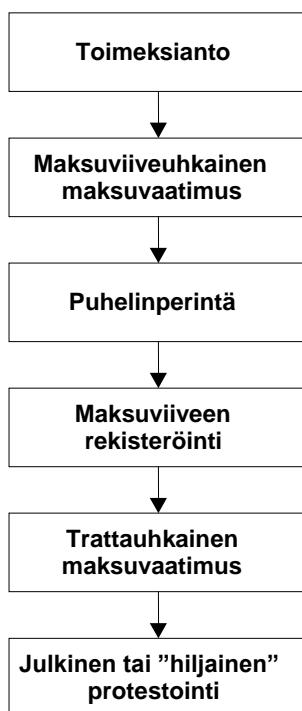 Toimeksianto
Maksuviiveuhkainen
maksuvaatimus
Puhelinperintä
Maksuviiveen
rekisteröinti
Trattauhkainen
maksuvaatimus
Julkinen tai ”hiljainen”
protestointi